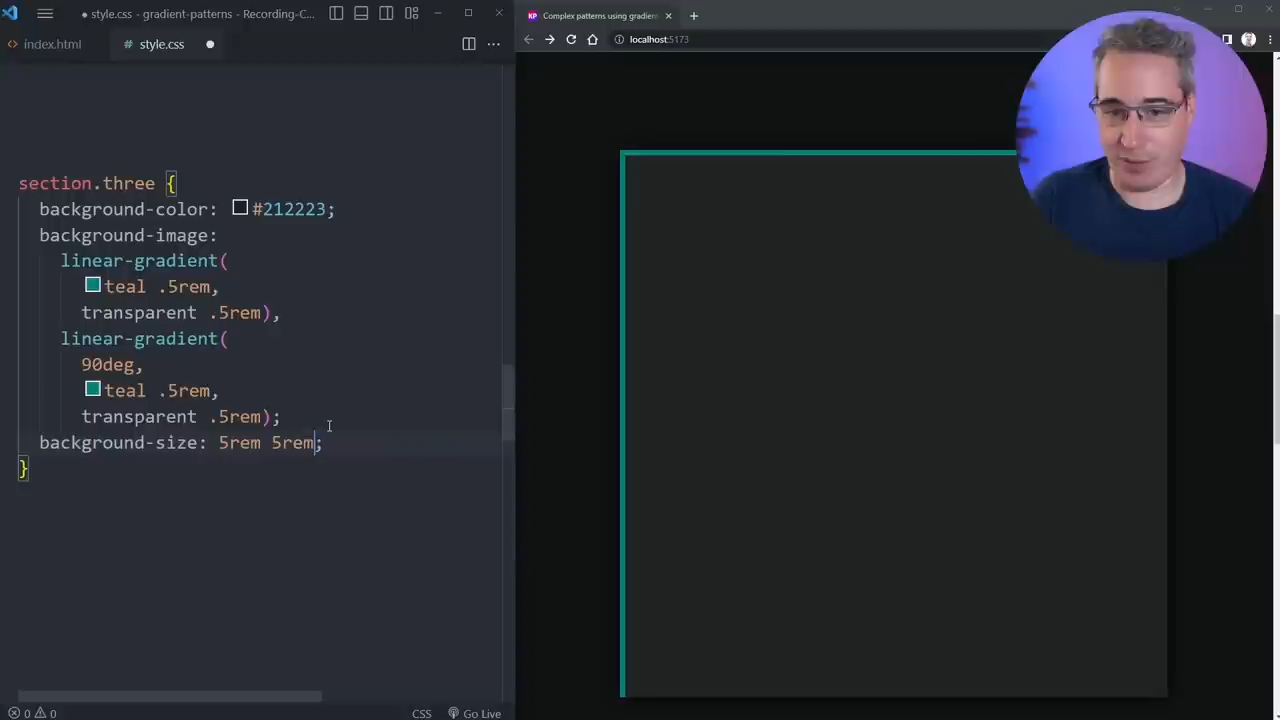 style.css - gradient-patterns - Recording-C...
index.html
# style.css
section.three {
background-color: #212223;
background-image:
linear-gradient(
teal .5rem,
transparent .5rem),
linear-gradient(
90deg,
teal .5rem,
transparent .5rem);
background-size: 5rem 5rem;
}
0 0
CSS
Go Live
KP
Complex patterns using gradien
localhost:5173